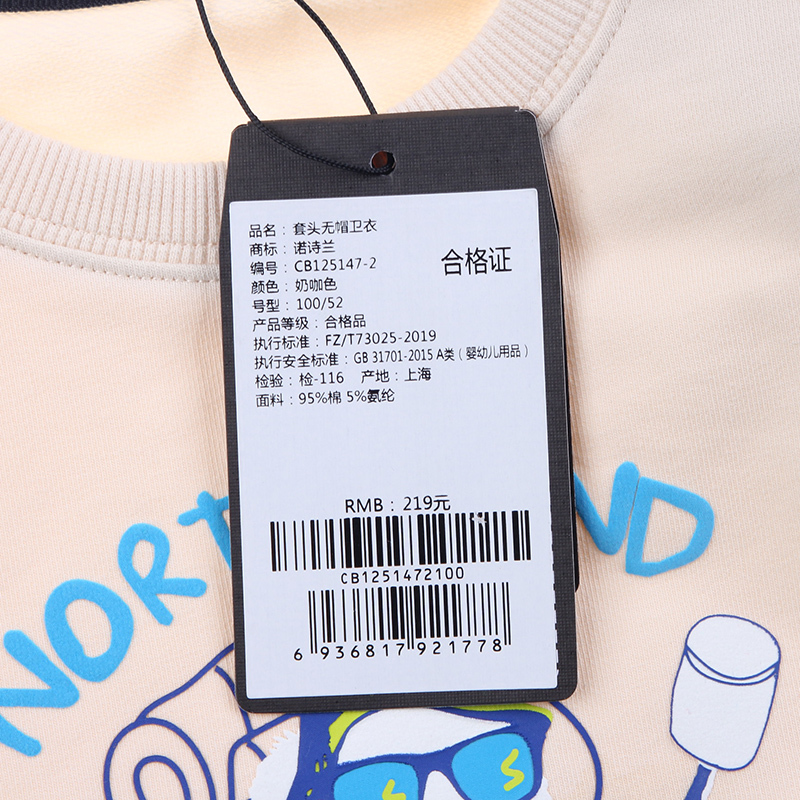 品名：套头无帽卫衣
商标：诺诗兰
编号：CB125147-2
合格证
颜色：奶咖色
号型：100/52
产品等级：合格品
执行标准：FZ/T73025-2019
执行安全标准：GB 31701-2015 A类（婴幼儿用品）
检验：检-116 产地：上海
面料：95%棉 5%氨纶
RMB：219元
CB1251472100
6 936817 921778
NORT
ND